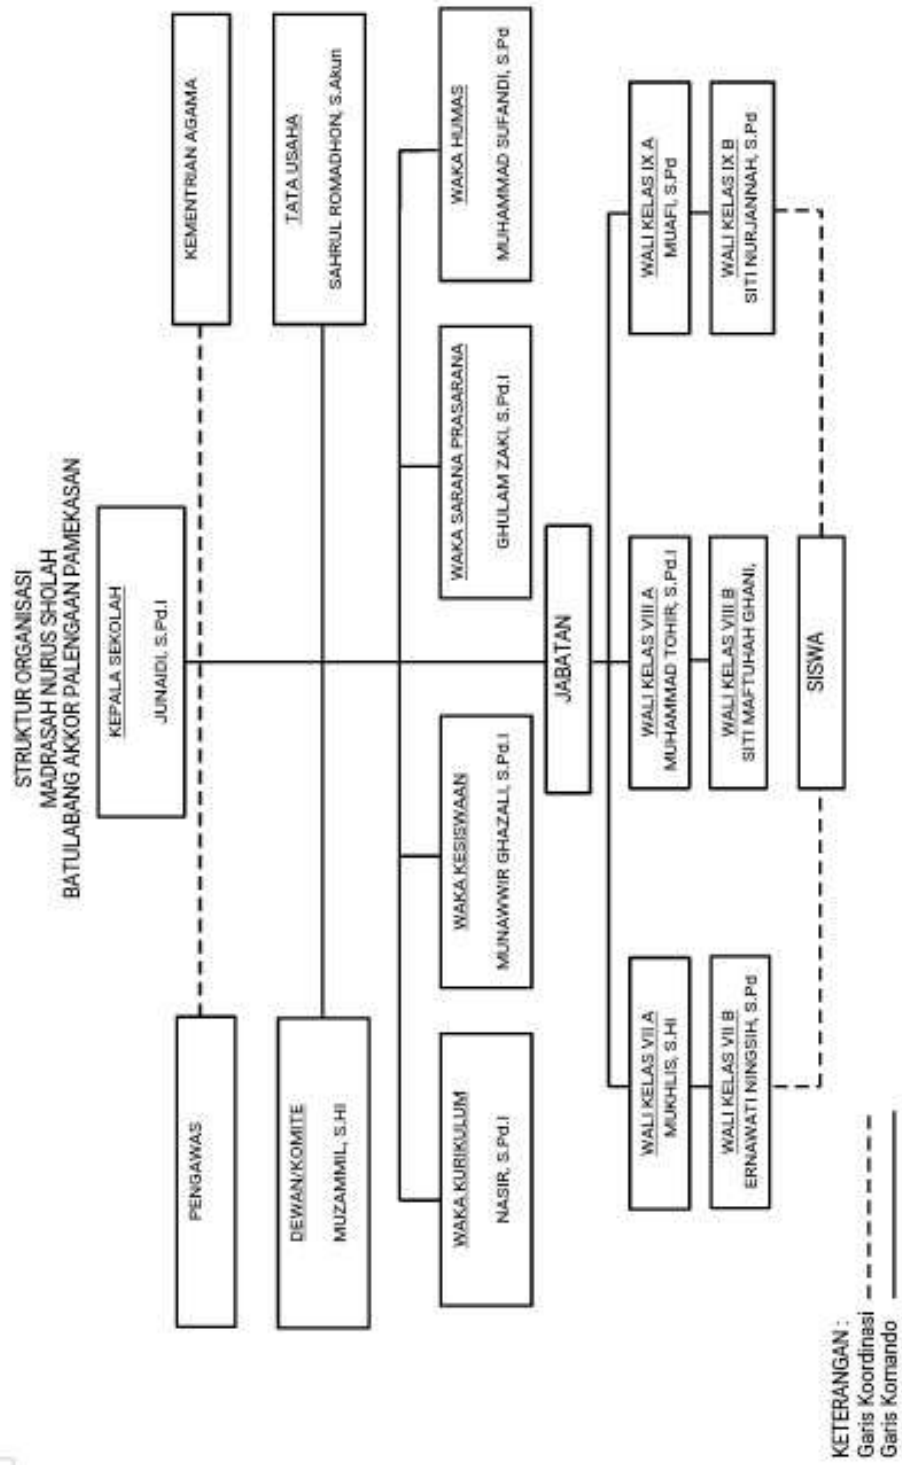 STRUKTUR ORGANISASI
MADRASAH NURUS SHOLAH
BATULABANG AKKOR PALENGAAN PAMEKASAN
KEPALA SEKOLAH
JUNAIDI, S.Pd.I
PENGAWAS
KEMENTRIAN AGAMA
DEWAN/KOMITE
MUZAMMIL, S.HI
TATA USAHA
SAHRUL ROMADHON, S.Akun
WAKA KURIKULUM
NASIR, S.Pd.I
WAKA KESISWAAN
MUNAWWIR GHAZALI, S.Pd.I
WAKA SARANA PRASARANA
GHULAM ZAKI, S.Pd.I
WAKA HUMAS
MUHAMMAD SUFANDI, S.Pd
JABATAN
WALI KELAS VII A
MUKHLIS, S.HI
WALI KELAS VIII A
MUHAMMAD TOHIR, S.Pd.I
WALI KELAS IX A
MUAFI, S.Pd
WALI KELAS VII B
ERNAWATI NINGSIH, S.Pd
WALI KELAS VIII B
SITI MAFTUHAH GHANI,
WALI KELAS IX B
SITI NURJANNAH, S.Pd
SISWA
KETERANGAN :
Garis Koordinasi
Garis Komando